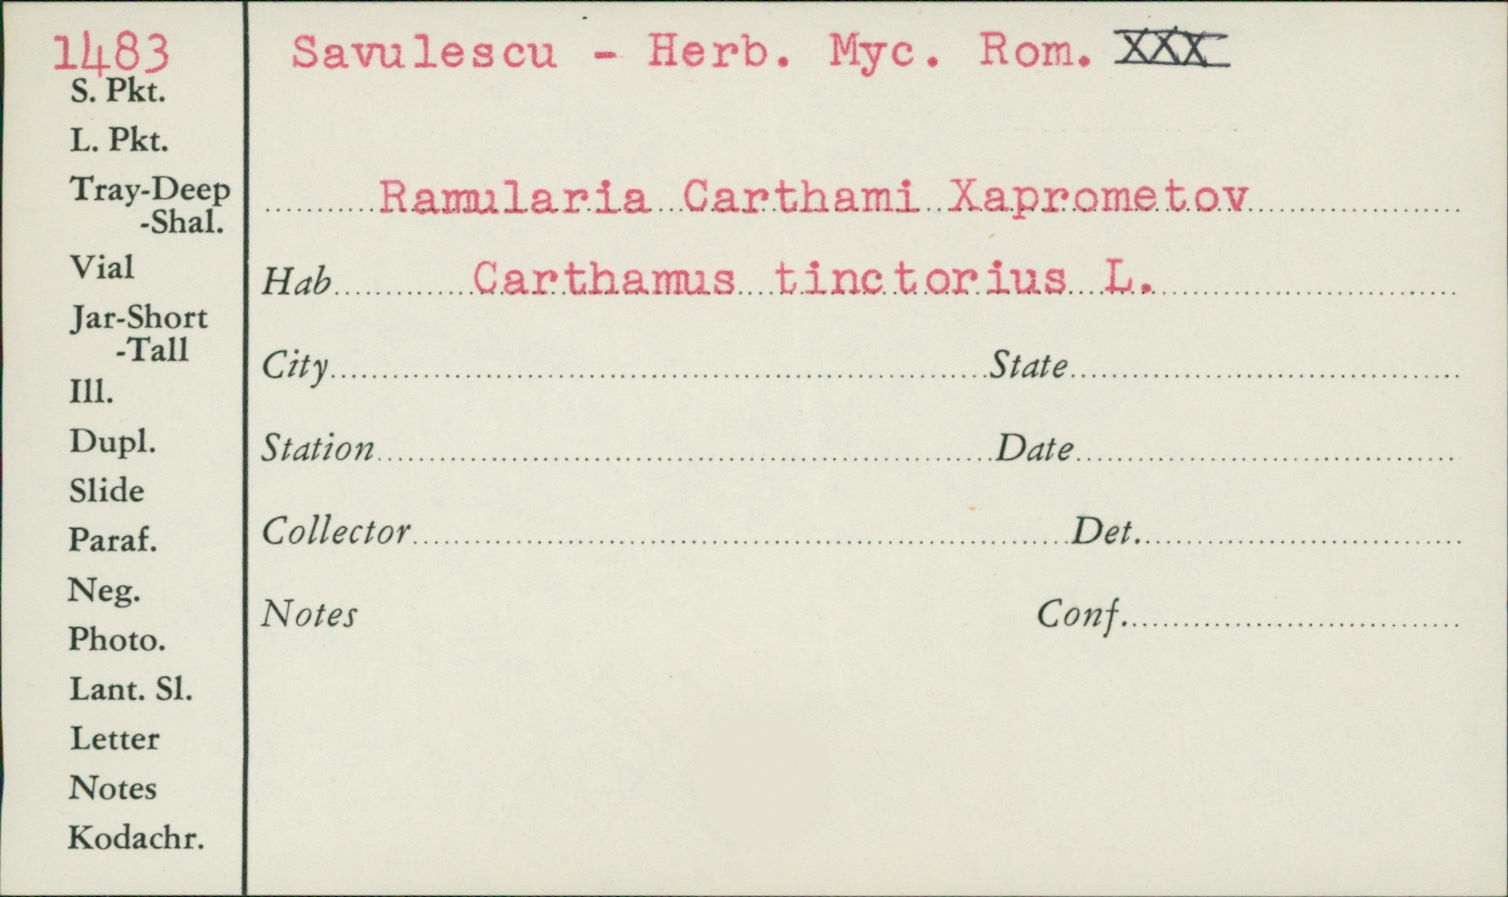 1483
Savulescu - Herb. Myc. Rom. XXX
S. Pkt.
L. Pkt.
Tray-Deep
-Shal.
Vial
Jar-Short
-Tall
Ill.
Dupl.
Slide
Paraf.
Neg.
Photo.
Lant. Sl.
Letter
Notes
Kodachr.
Ramularia Carthami Xaprometov
Hab. Carthamus tinctorius L.
City State
Station Date
Collector Det.
Notes Conf.